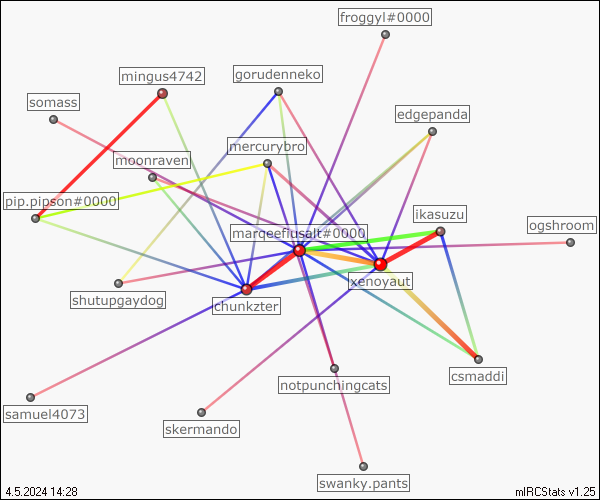 froggyl#0000
mingus4742
gorudenneko
somass
edgepanda
mercurybro
moonraven
pip.pipson#0000
ikasuzu
ogshroom
marqeefiusalt#0000
xenoyaut
shutupgaydog
chunkzter
csmaddi
notpunchingcats
samuel4073
skermando
swanky.pants
4.5.2024 14:28
mIRCStats v1.25